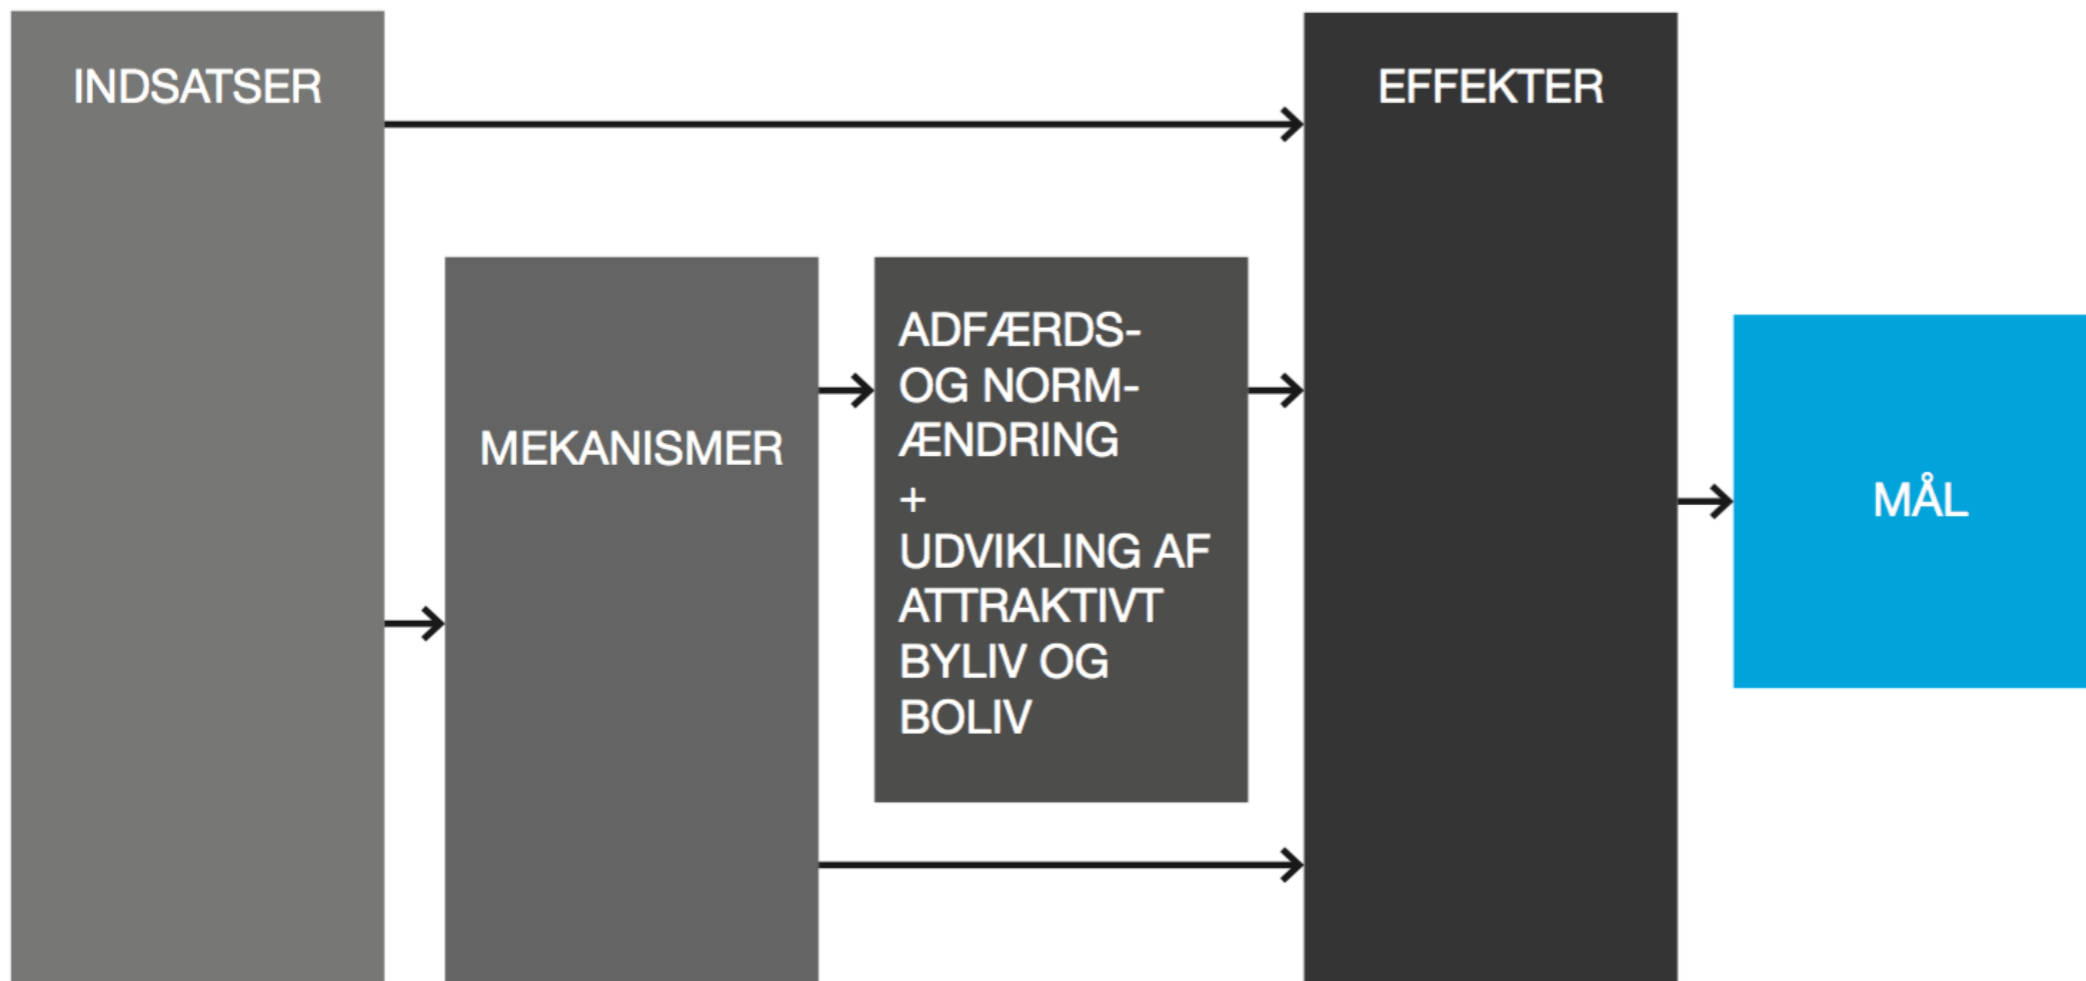 INDSATSER
EFFEKTER
MEKANISMER
ADFÆRDS-
OG NORM-
ÆNDRING
+
UDVIKLING AF
ATTRAKTIVT
BYLIV OG
BOLIV
MÅL